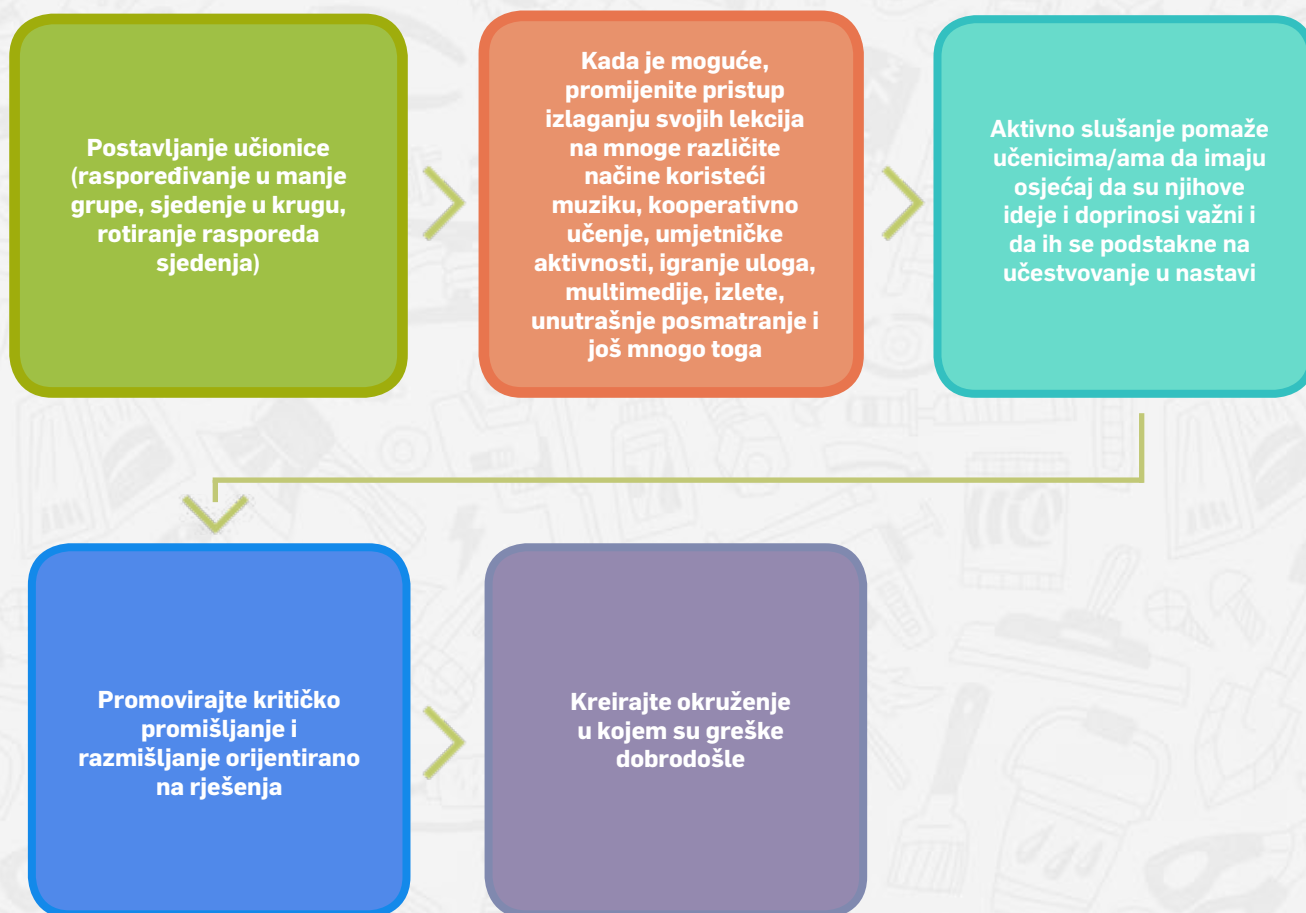 Postavljanje učionice
(raspoređivanje u manje
grupe, sjedenje u krugu,
rotiranje rasporeda
sjedenja)
Kada je moguće,
promijenite pristup
izlaganju svojih lekcija
na mnoge različite
načine koristeći
muziku, kooperativno
učenje, umjetničke
aktivnosti, igranje uloga,
multimedije, izlete,
unutrašnje posmatranje i
još mnogo toga
Aktivno slušanje pomaže
učenicima/ama da imaju
osjećaj da su njihove
ideje i doprinosi važni i
da ih se podstakne na
učestvovanje u nastavi
Promovirajte kritičko
promišljanje i
razmišljanje orijentirano
na rješenja
Kreirajte okruženje
u kojem su greške
dobrodošle